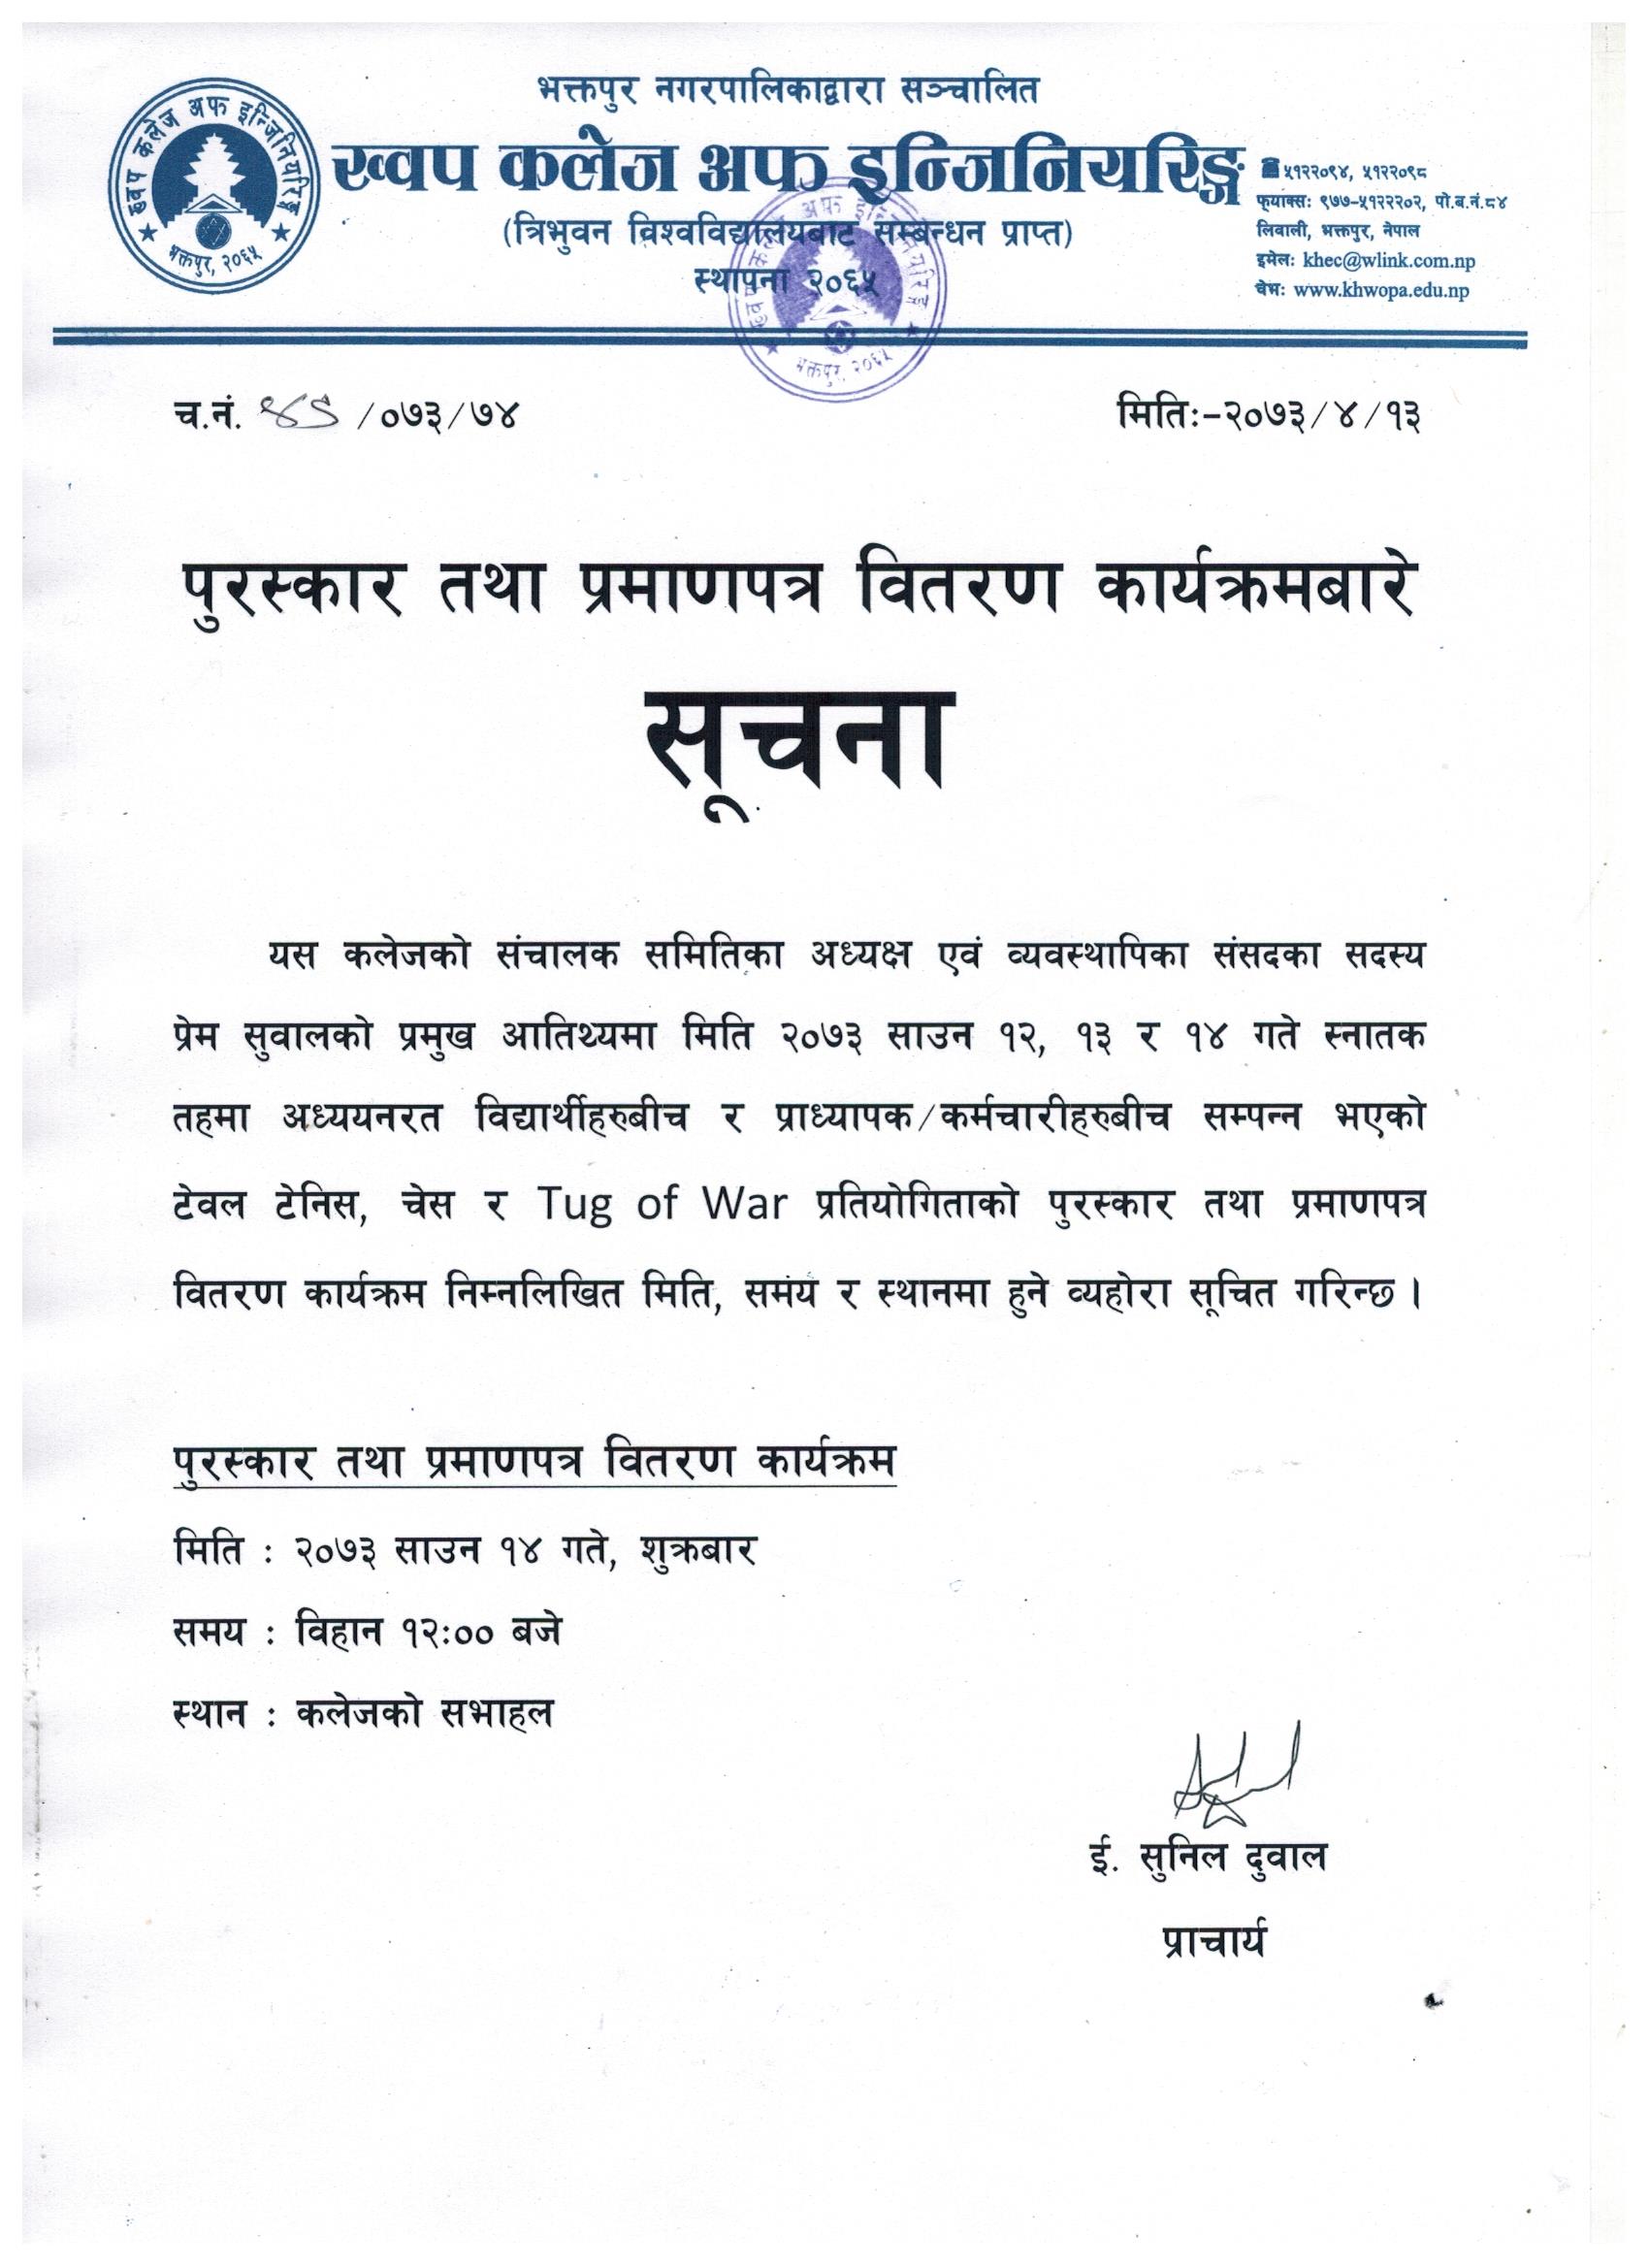 भक्तपुर नगरपालिकाद्वारा सञ्चालित
ख्वप कलेज अफ इन्जिनियरिङ्ग
(त्रिभुवन विश्वविद्यालयबाट सम्बन्धन प्राप्त)
स्थापना २०६५
ख्वप कलेज अफ इन्जिनियरिङ्ग
भक्तपुर, २०६५
५१२२०९४, ५१२२०९८
फ्याक्सः ९७७-५१२२२०२, पो.ब.नं.८४
लिवाली, भक्तपुर, नेपाल
इमेलः khec@wlink.com.np
वेभः www.khwopa.edu.np
भक्तपुर, २०६५
च.नं. /०७३/७४
मितिः-२०७३/४/१३
पुरस्कार तथा प्रमाणपत्र वितरण कार्यक्रमबारे
सूचना
यस कलेजको संचालक समितिका अध्यक्ष एवं व्यवस्थापिका संसदका सदस्य
प्रेम सुवालको प्रमुख आतिथ्यमा मिति २०७३ साउन १२, १३ र १४ गते स्नातक
तहमा अध्ययनरत विद्यार्थीहरुबीच र प्राध्यापक/कर्मचारीहरुबीच सम्पन्न भएको
टेवल टेनिस, चेस र Tug of War प्रतियोगिताको पुरस्कार तथा प्रमाणपत्र
वितरण कार्यक्रम निम्नलिखित मिति, समय र स्थानमा हुने व्यहोरा सूचित गरिन्छ ।
पुरस्कार तथा प्रमाणपत्र वितरण कार्यक्रम
मिति : २०७३ साउन १४ गते, शुक्रबार
समय : विहान १२:०० बजे
स्थान : कलेजको सभाहल
ई. सुनिल दुवाल
प्राचार्य